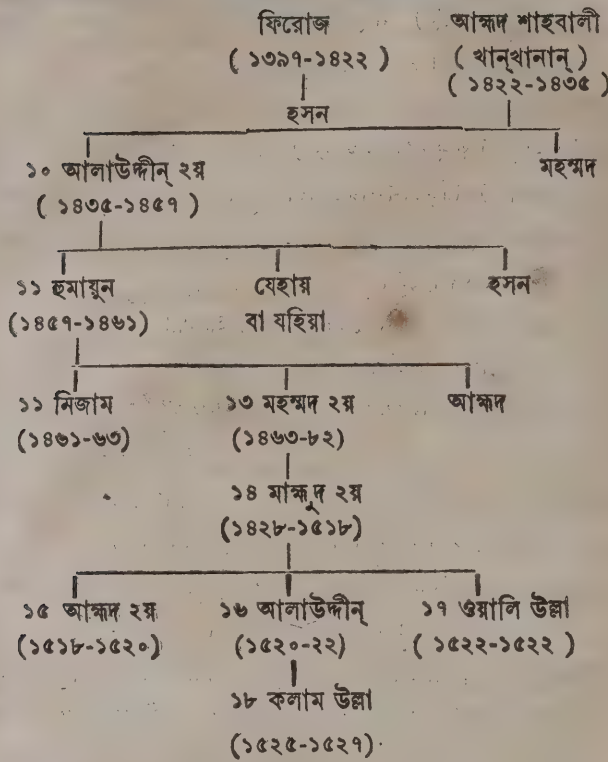 ফিরোজ আহ্মদ শাহবালী
(১৩৯৭-১৪২২) (খান্‌খানান্)
(১৪২২-১৪৩৫)
হসন
১০ আলাউদ্দীন্ ২য় মহম্মদ
(১৪৩৫-১৪৫৭)
১১ হুমায়ুন যেহায় হসন
(১৪৫৭-১৪৬১) বা যহিয়া
১১ নিজাম ১৩ মহম্মদ ২য় আহ্মদ
(১৪৬১-৬৩) (১৪৬৩-৮২)
১৪ মাহ্মূদ ২য়
(১৪২৮-১৫১৮)
১৫ আহ্মদ ২য় ১৬ আলাউদ্দীন্ ১৭ ওয়ালি উল্লা
(১৫১৮-১৫২০) (১৫২০-২২) (১৫২২-১৫২২)
১৮ কলাম উল্লা
(১৫২৫-১৫২৭)